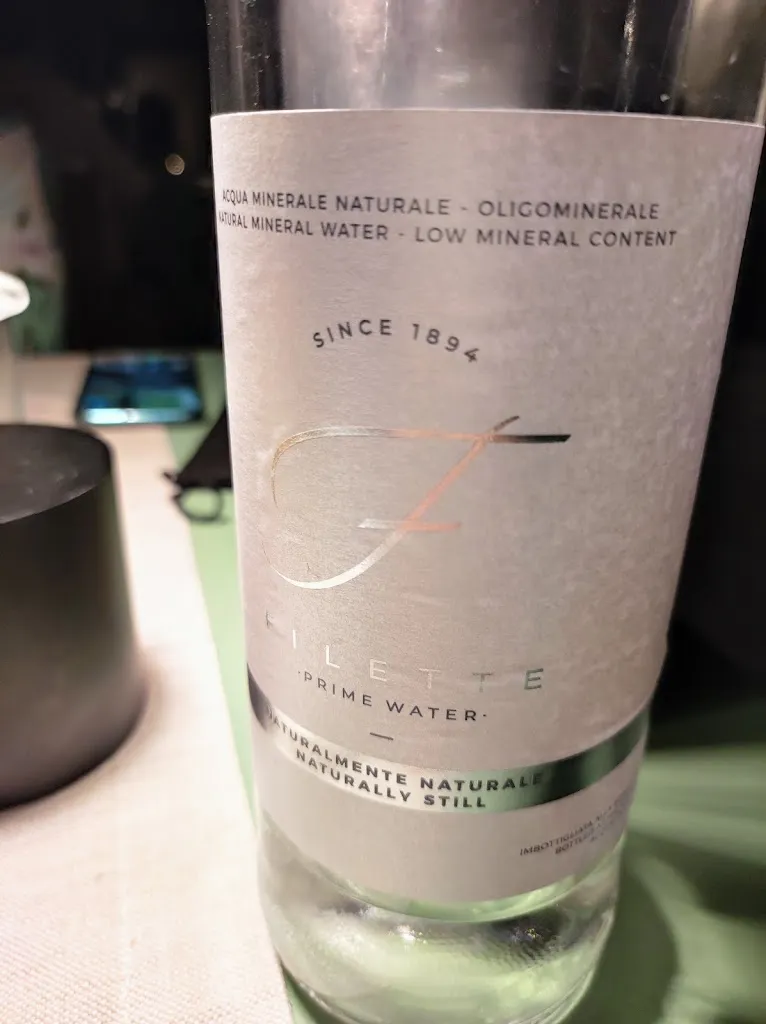 ACQUA MINERALE NATURALE - OLIGOMINERALE
NATURAL MINERAL WATER - LOW MINERAL CONTENT
SINCE 1894
F
FILETTE
·PRIME WATER·
NATURALMENTE NATURALE
NATURALLY STILL
IMBOTTIGLIATA